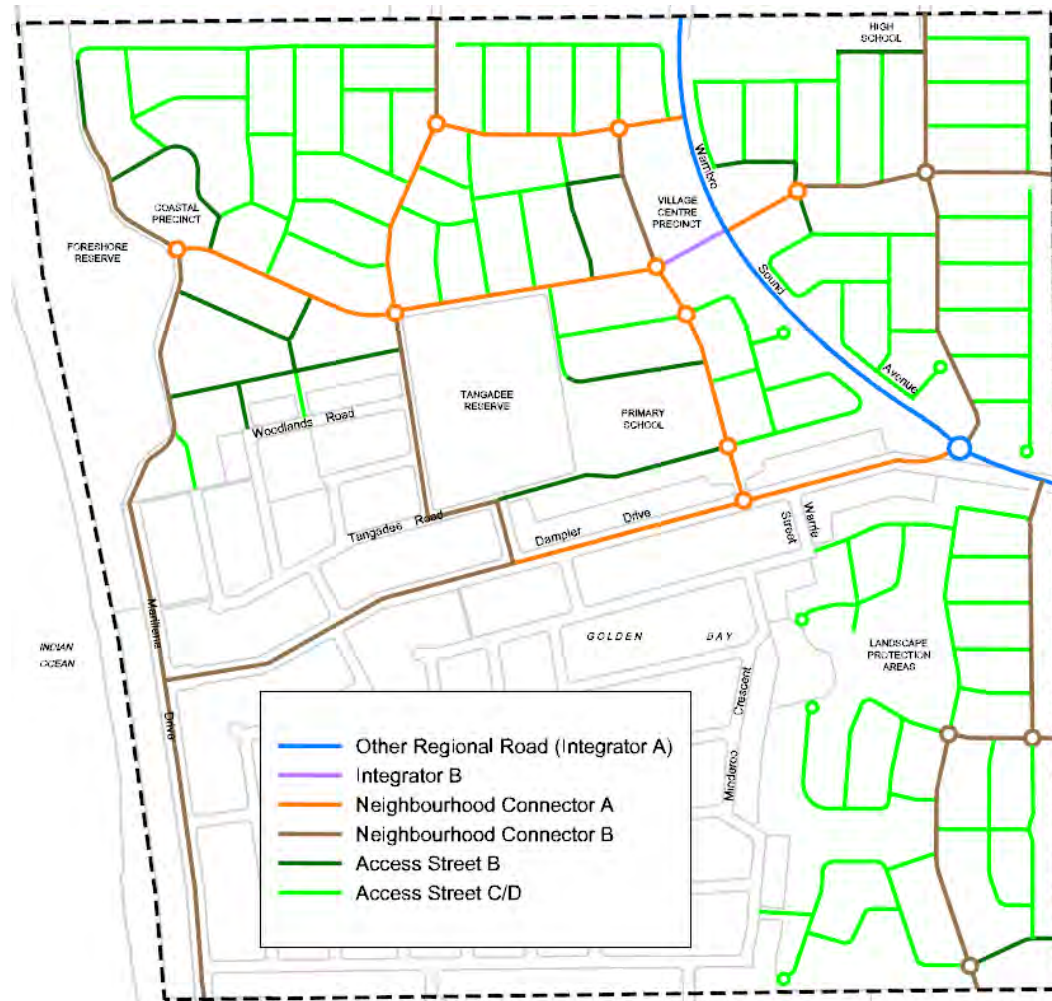 HIGH
SCHOOL
Warnbro
VILLAGE
CENTRE
PRECINCT
COASTAL
PRECINCT
FORESHORE
RESERVE
Sound
Avenue
TANGADEE
RESERVE
PRIMARY
SCHOOL
Woodlands Road
Tangadee Road
Dampier Drive
Warrie
Street
Marillana
Drive
INDIAN
OCEAN
GOLDEN BAY
LANDSCAPE
PROTECTION
AREAS
Minderoo
Crescent
Other Regional Road (Integrator A)
Integrator B
Neighbourhood Connector A
Neighbourhood Connector B
Access Street B
Access Street C/D